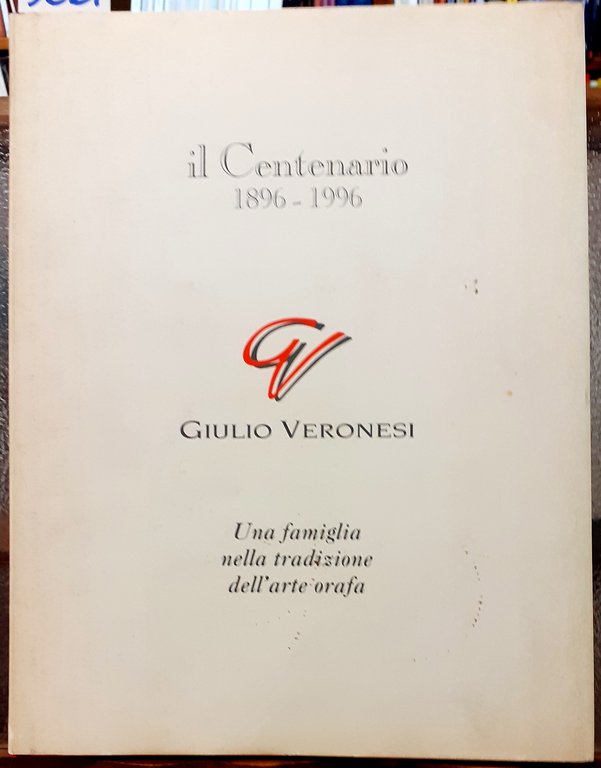 il Centenario
1896 - 1996
GV
GIULIO VERONESI
Una famiglia
nella tradizione
dell'arte orafa